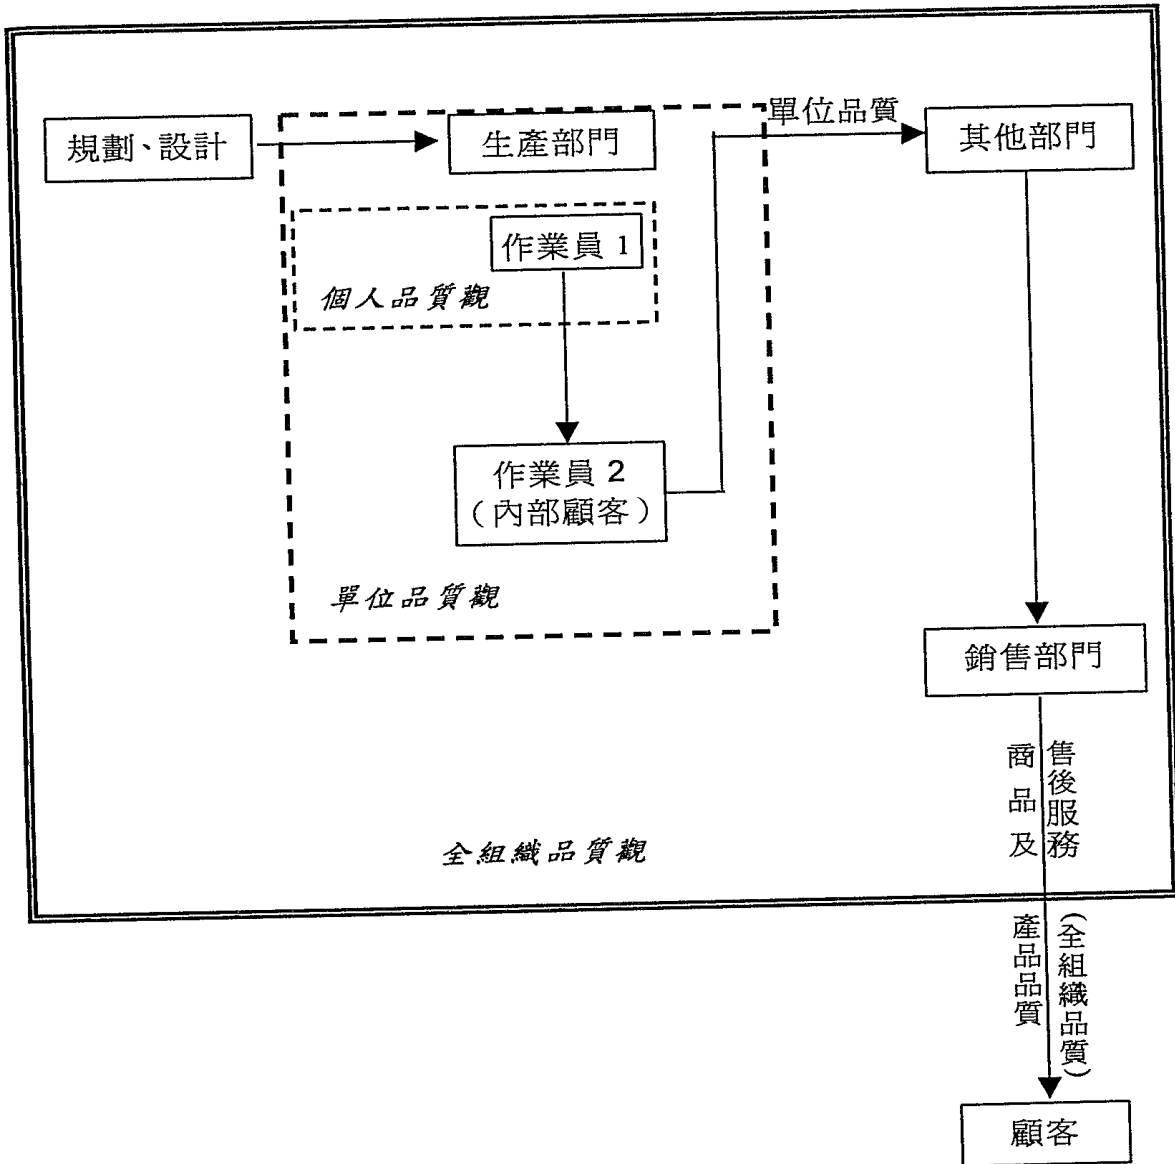 單位品質
規劃、設計
生產部門
其他部門
作業員 1
個人品質觀
作業員 2
（內部顧客）
單位品質觀
銷售部門
商品及
售後服務
全組織品質觀
產品品質
(全組織品質)
顧客